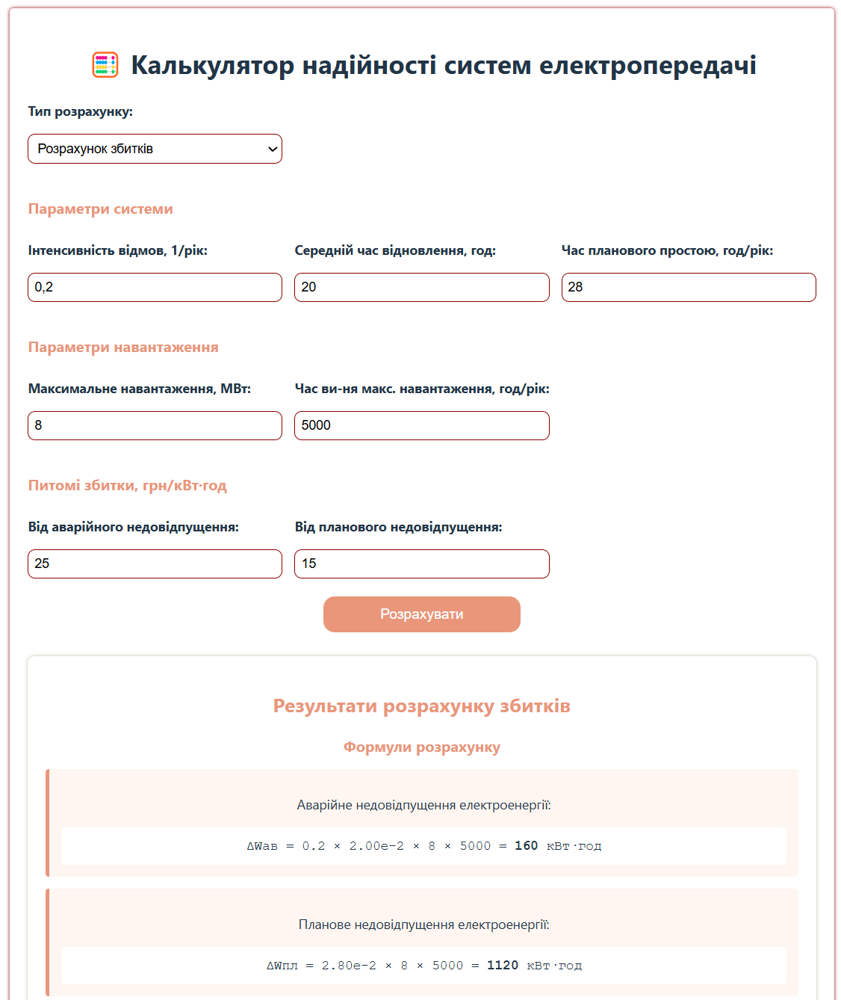 Калькулятор надійності систем електропередачі
Тип розрахунку:
Розрахунок збитків
Параметри системи
Інтенсивність відмов, 1/рік: Середній час відновлення, год: Час планового простою, год/рік:
0,2 20 28
Параметри навантаження
Максимальне навантаження, МВт: Час ви-ня макс. навантаження, год/рік:
8 5000
Питомі збитки, грн/кВт·год
Від аварійного недовідпущення: Від планового недовідпущення:
25 15
Розрахувати
Результати розрахунку збитків
Формули розрахунку
Аварійне недовідпущення електроенергії:
ΔWав = 0.2 × 2.00e-2 × 8 × 5000 = 160 кВт·год
Планове недовідпущення електроенергії:
ΔWпл = 2.80e-2 × 8 × 5000 = 1120 кВт·год